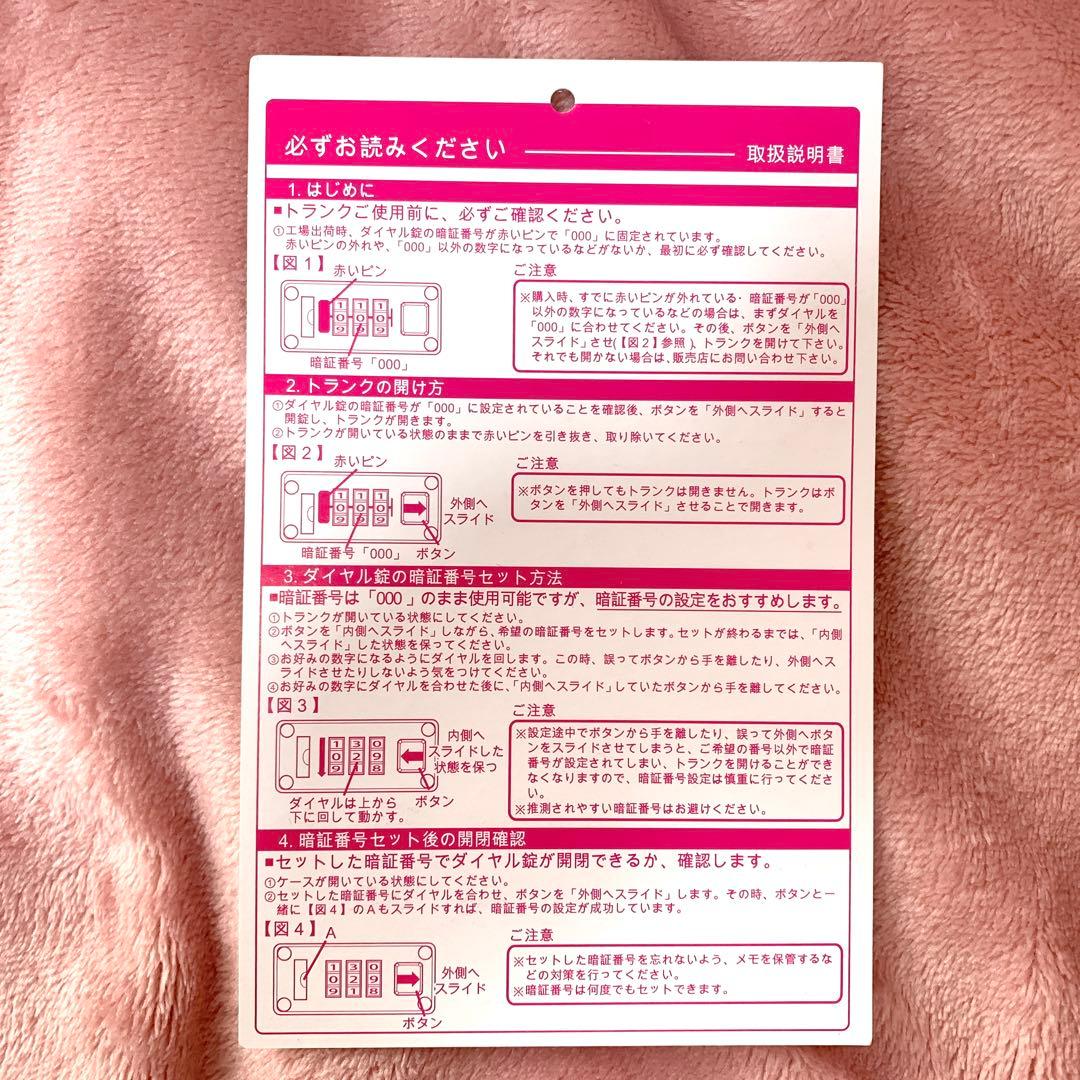 必ずお読みください
取扱説明書
1. はじめに
■トランクご使用前に、必ずご確認ください。
①工場出荷時、ダイヤル錠の暗証番号が赤いピンで「000」に固定されています。
赤いピンの外れや、「000」以外の数字になっているなどがないか、最初に必ず確認してください。
【図1】
赤いピン
1 1 1
0 0 0
9 9 9
暗証番号「000」
ご注意
※購入時、すでに赤いピンが外れている・暗証番号が「000」
以外の数字になっているなどの場合は、まずダイヤルを
「000」に合わせてください。その後、ボタンを「外側へ
スライド」させ(【図2】参照)、トランクを開けて下さい。
それでも開かない場合は、販売店にお問い合わせ下さい。
2. トランクの開け方
①ダイヤル錠の暗証番号が「000」に設定されていることを確認後、ボタンを「外側へスライド」すると
開錠し、トランクが開きます。
②トランクが開いている状態のままで赤いピンを引き抜き、取り除いてください。
【図2】
赤いピン
1 1 1
0 0 0
9 9 9
外側へ
スライド
暗証番号「000」
ボタン
ご注意
※ボタンを押してもトランクは開きません。トランクはボ
タンを「外側へスライド」させることで開きます。
3. ダイヤル錠の暗証番号セット方法
■暗証番号は「000」のまま使用可能ですが、暗証番号の設定をおすすめします。
①トランクが開いている状態にしてください。
②ボタンを「内側へスライド」しながら、希望の暗証番号をセットします。セットが終わるまでは、「内側
へスライド」した状態を保ってください。
③お好みの数字になるようにダイヤルを回します。この時、誤ってボタンから手を離したり、外側へス
ライドさせたりしないよう気をつけてください。
④お好みの数字にダイヤルを合わせた後に、「内側へスライド」していたボタンから手を離してください。
【図3】
1 3 0
0 2 9
9 1 8
内側へ
スライドした
状態を保つ
ダイヤルは上から
下に回して動かす。
ボタン
ご注意
※設定途中でボタンから手を離したり、誤って外側へボタ
ンをスライドさせてしまうと、ご希望の番号以外で暗証
番号が設定されてしまい、トランクを開けることができ
なくなりますので、暗証番号設定は慎重に行ってくださ
い。
※推測されやすい暗証番号はお避けください。
4. 暗証番号セット後の開閉確認
■セットした暗証番号でダイヤル錠が開閉できるか、確認します。
①ケースが開いている状態にしてください。
②セットした暗証番号にダイヤルを合わせ、ボタンを「外側へスライド」します。その時、ボタンと一
緒に【図4】のAもスライドすれば、暗証番号の設定が成功しています。
【図4】
A
1 3 0
0 2 9
9 1 8
外側へ
スライド
ボタン
ご注意
※セットした暗証番号を忘れないよう、メモを保管するな
どの対策を行ってください。
※暗証番号は何度でもセットできます。